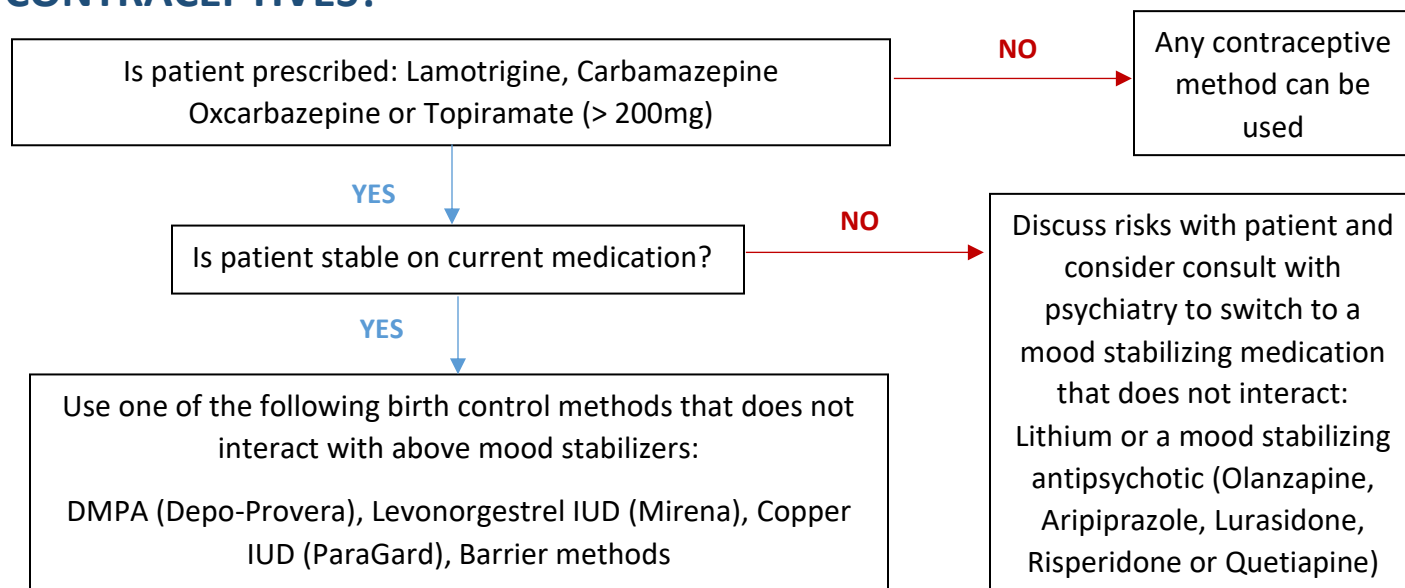 CONTRACEPTIVES?
Is patient prescribed: Lamotrigine, Carbamazepine
Oxcarbazepine or Topiramate (> 200mg)
NO
Any contraceptive
method can be
used
YES
Is patient stable on current medication?
NO
Discuss risks with patient and
consider consult with
psychiatry to switch to a
mood stabilizing medication
that does not interact:
Lithium or a mood stabilizing
antipsychotic (Olanzapine,
Aripiprazole, Lurasidone,
Risperidone or Quetiapine)
YES
Use one of the following birth control methods that does not
interact with above mood stabilizers:
DMPA (Depo-Provera), Levonorgestrel IUD (Mirena), Copper
IUD (ParaGard), Barrier methods